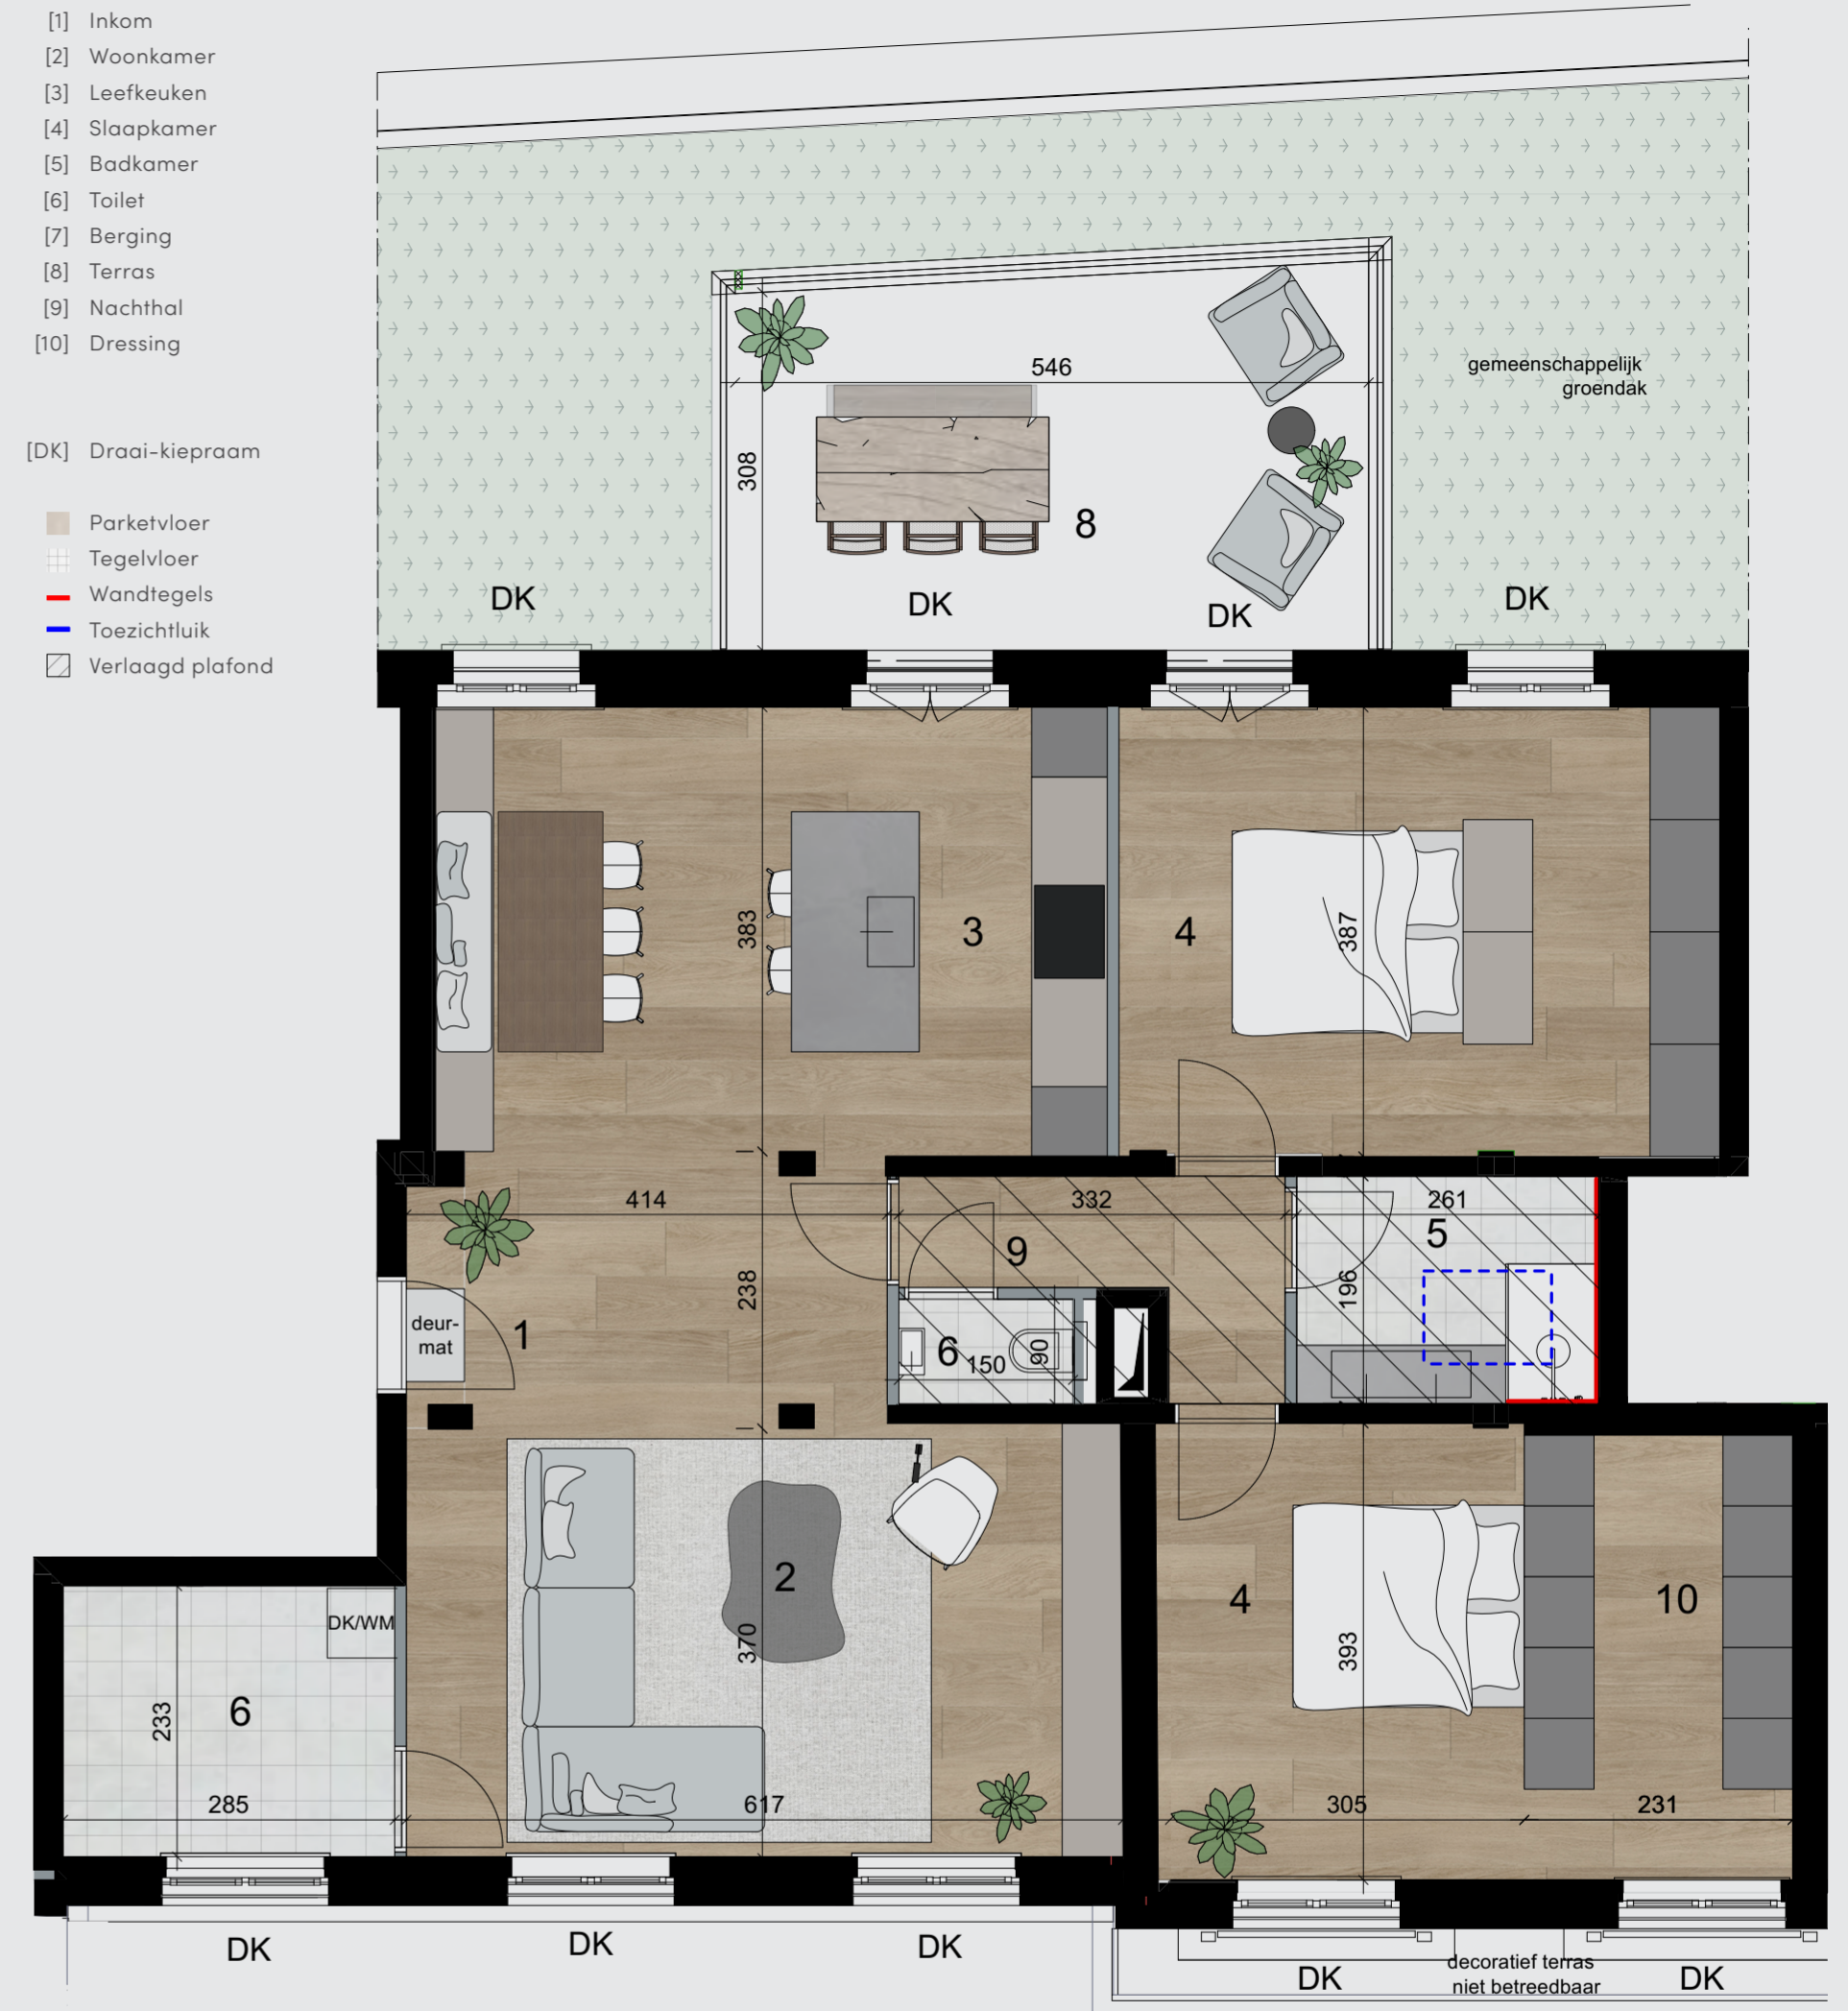 [1] Inkom
[2] Woonkamer
[3] Leefkeuken
[4] Slaapkamer
[5] Badkamer
[6] Toilet
[7] Berging
[8] Terras
[9] Nachthal
[10] Dressing
[DK] Draai-kiepraam
Parketvloer
Tegelvloer
Wandtegels
Toezichtluik
Verlaagd plafond
gemeenschappelijk
groendak
546
308
8
DK
DK
DK
DK
383
3
4
387
414
332
261
5
9
238
196
deur-
mat
1
6
150
90
2
370
4
393
10
DK/WM
6
233
285
617
305
231
DK
DK
DK
decoratief terras
niet betreedbaar
DK
DK